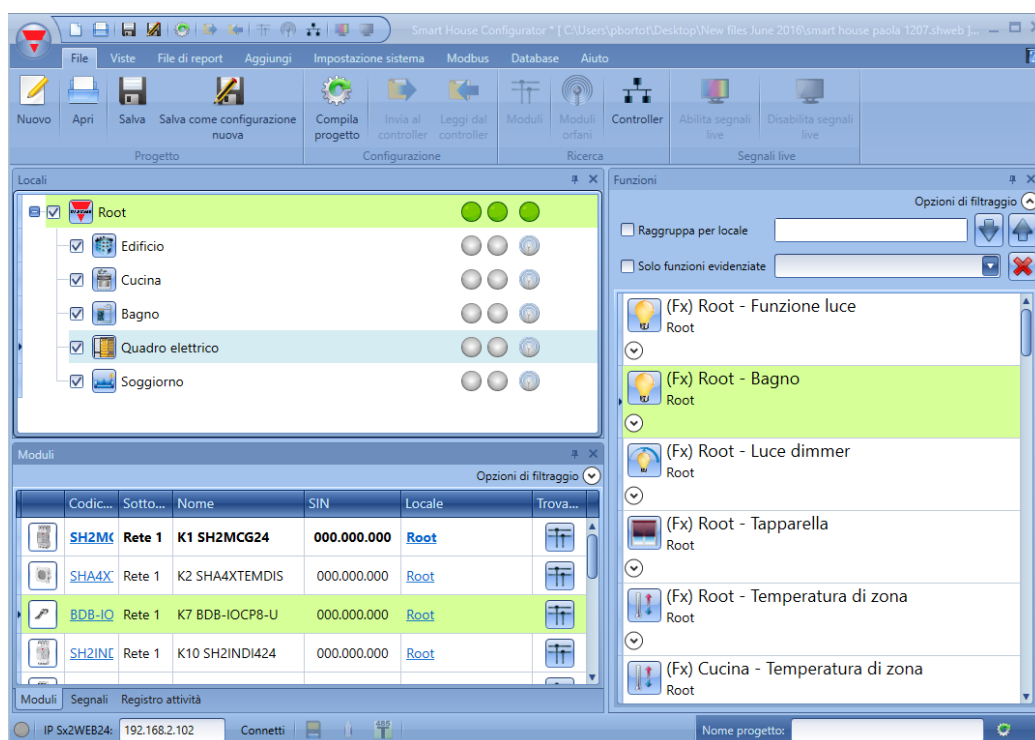 Smart House Configurator * [ C:\Users\pbortot\Desktop\New files June 2016\smart house paola 1207.shweb ]...
File Viste File di report Aggiungi Impostazione sistema Modbus Database Aiuto
Nuovo Apri Salva Salva come configurazione nuova Compila progetto Invia al controller Leggi dal controller Moduli Moduli orfani Controller Abilita segnali live Disabilita segnali live
Progetto Configurazione Ricerca Segnali live
Locali
Root
Edificio
Cucina
Bagno
Quadro elettrico
Soggiorno
Moduli
Opzioni di filtraggio
Codic... Sotto... Nome SIN Locale Trova...
SH2MC Rete 1 K1 SH2MCG24 000.000.000 Root
SHA4X Rete 1 K2 SHA4XTEMDIS 000.000.000 Root
BDB-IO Rete 1 K7 BDB-IOCP8-U 000.000.000 Root
SH2IND Rete 1 K10 SH2INDI424 000.000.000 Root
Moduli Segnali Registro attività
Funzioni
Opzioni di filtraggio
Raggruppa per locale
Solo funzioni evidenziate
(Fx) Root - Funzione luce
Root
(Fx) Root - Bagno
Root
(Fx) Root - Luce dimmer
Root
(Fx) Root - Tapparella
Root
(Fx) Root - Temperatura di zona
Root
(Fx) Cucina - Temperatura di zona
Root
IP Sx2WEB24: 192.168.2.102 Connetti 485 Nome progetto: